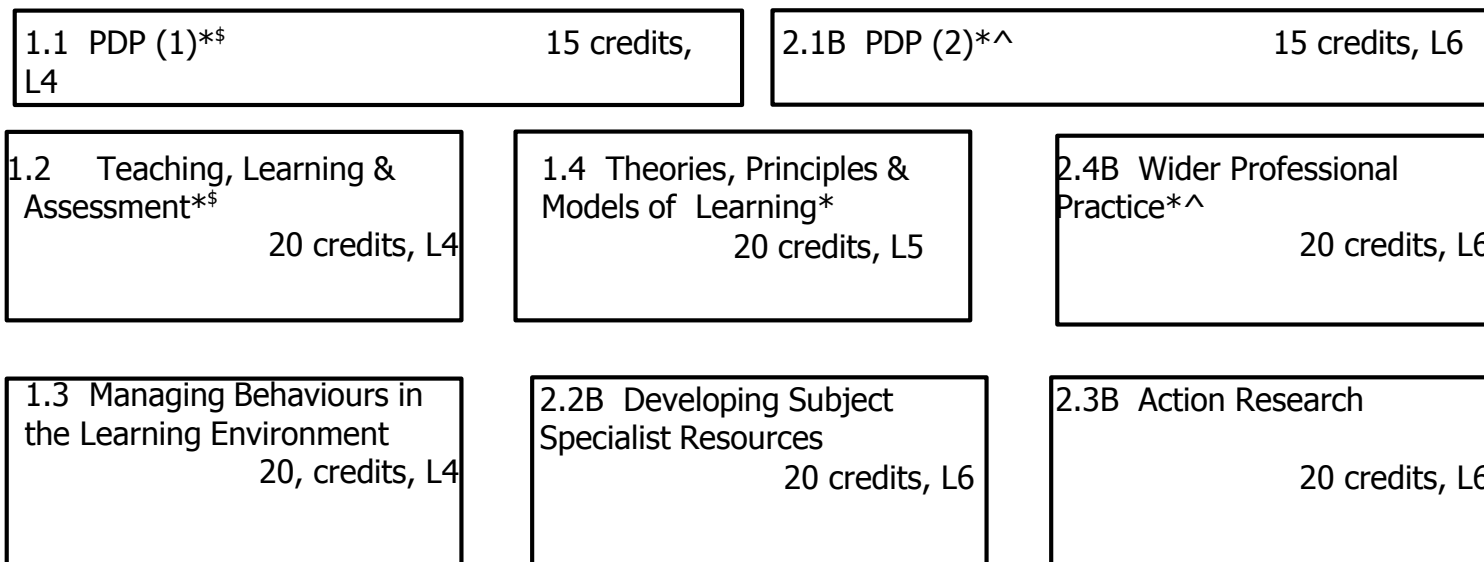 1.1 PDP (1)*$ 15 credits,
L4
2.1B PDP (2)*^ 15 credits, L6
1.2 Teaching, Learning &
Assessment*$
20 credits, L4
1.4 Theories, Principles &
Models of Learning*
20 credits, L5
2.4B Wider Professional
Practice*^
20 credits, L6
1.3 Managing Behaviours in
the Learning Environment
20, credits, L4
2.2B Developing Subject
Specialist Resources
20 credits, L6
2.3B Action Research
20 credits, L6